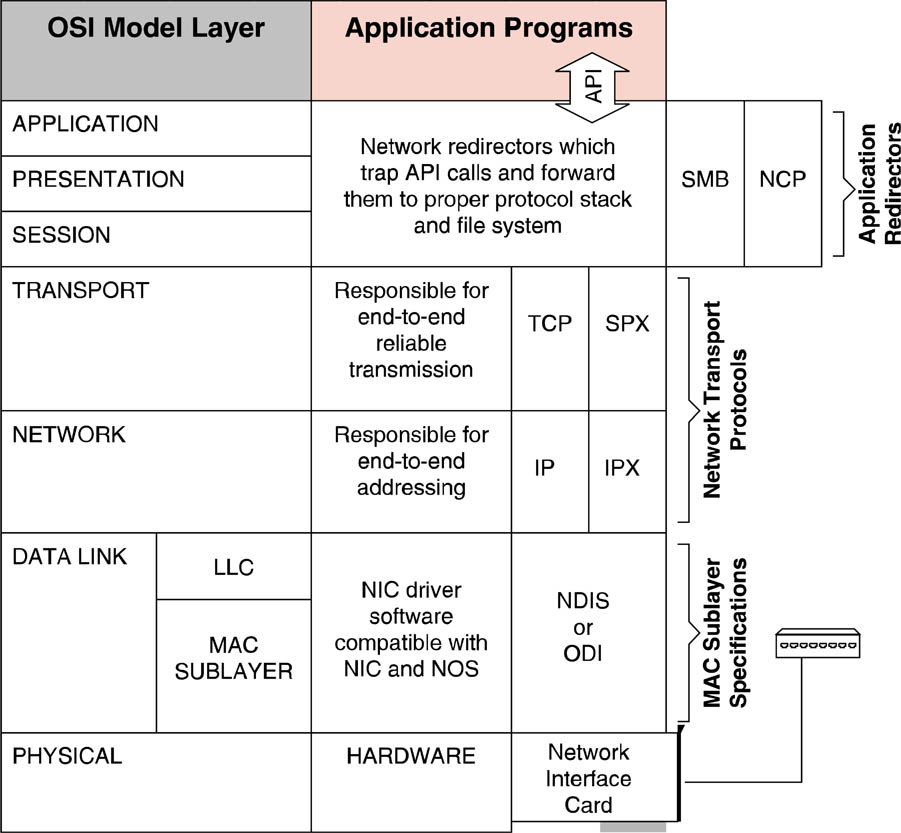 OSI Model Layer
Application Programs
API
APPLICATION
PRESENTATION
SESSION
Network redirectors which
trap API calls and forward
them to proper protocol stack
and file system
SMB
NCP
Application
Redirectors
TRANSPORT
Responsible for
end-to-end
reliable
transmission
TCP
SPX
NETWORK
Responsible for
end-to-end
addressing
IP
IPX
Network Transport
Protocols
DATA LINK
LLC
MAC
SUBLAYER
NIC driver
software
compatible with
NIC and NOS
NDIS
or
ODI
MAC Sublayer
Specifications
PHYSICAL
HARDWARE
Network
Interface
Card